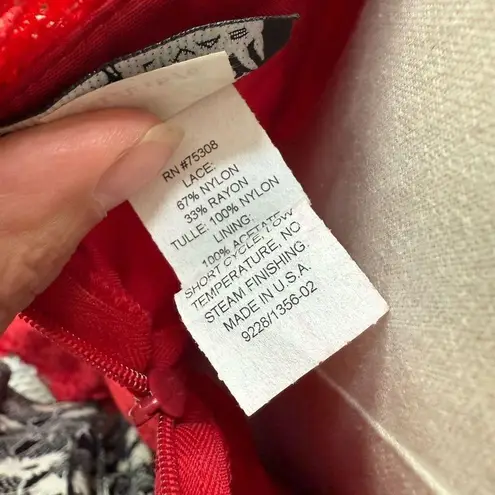 RN #75308
LACE:
67% NYLON
33% RAYON
TULLE: 100% NYLON
LINING:
100% ACETATE
SHORT CYCLE, LOW
TEMPERATURE, NO
STEAM FINISHING.
MADE IN U.S.A.
9228/1356-02